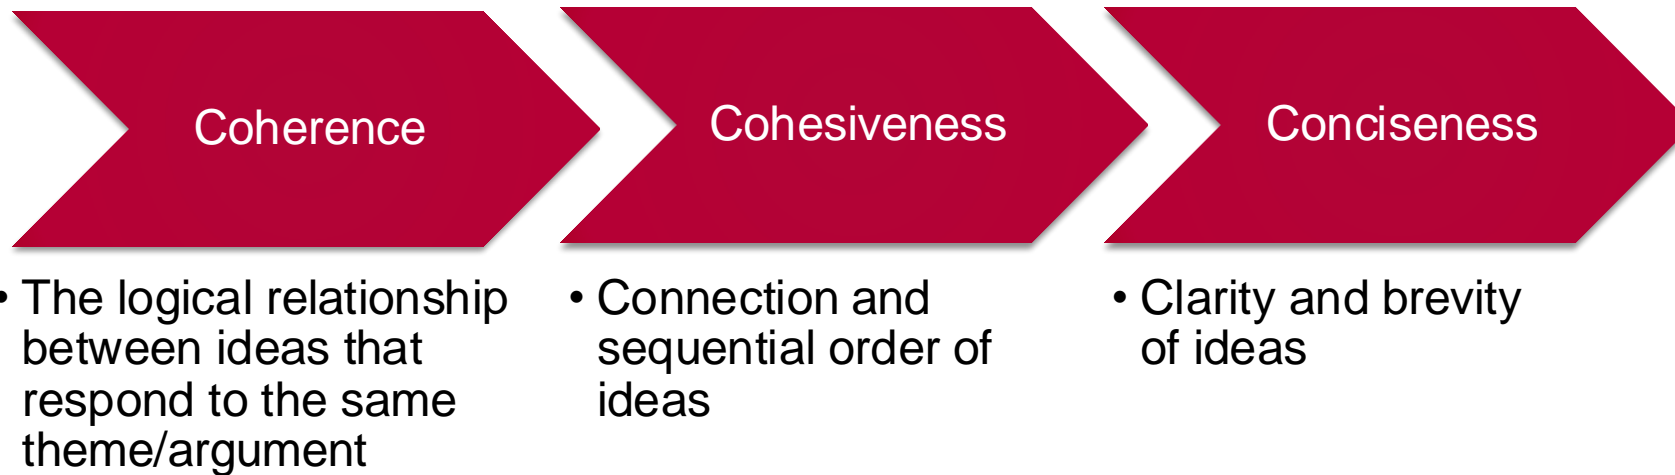 Coherence
• The logical relationship
between ideas that
respond to the same
theme/argument
Cohesiveness
• Connection and
sequential order of
ideas
Conciseness
• Clarity and brevity
of ideas